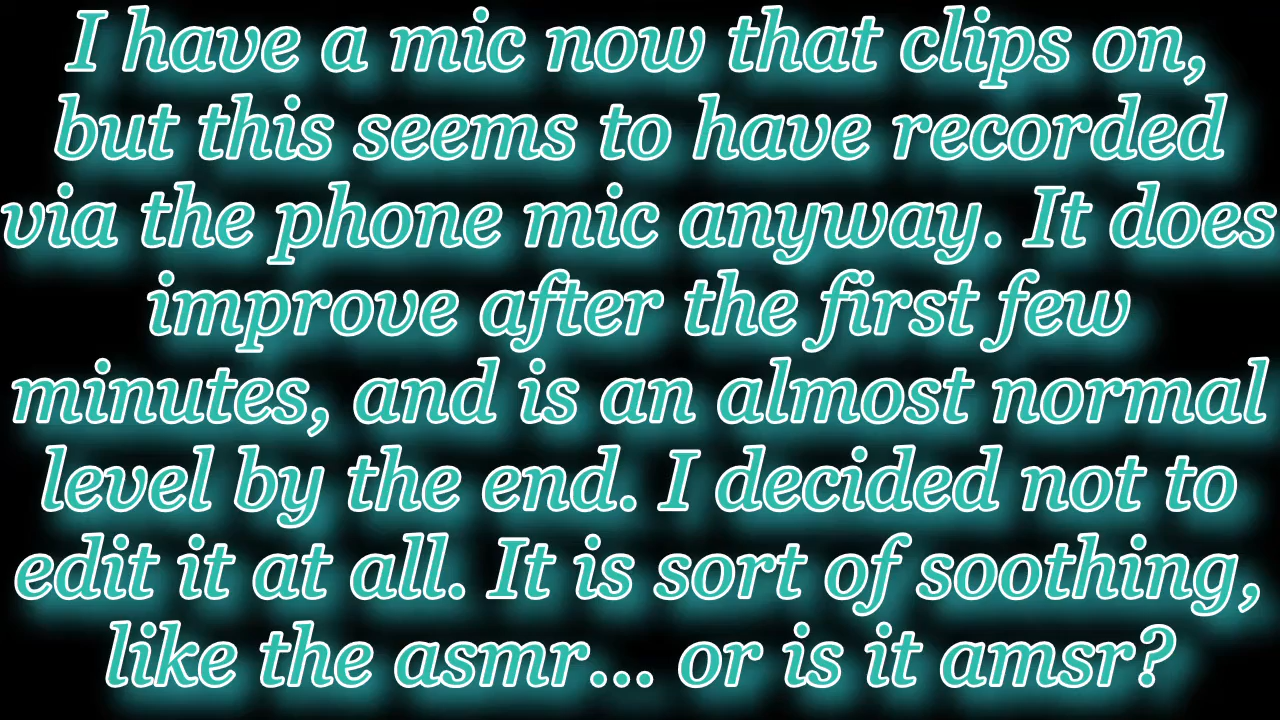 I have a mic now that clips on,
but this seems to have recorded
via the phone mic anyway. It does
improve after the first few
minutes, and is an almost normal
level by the end. I decided not to
edit it at all. It is sort of soothing,
like the asmr... or is it amsr?